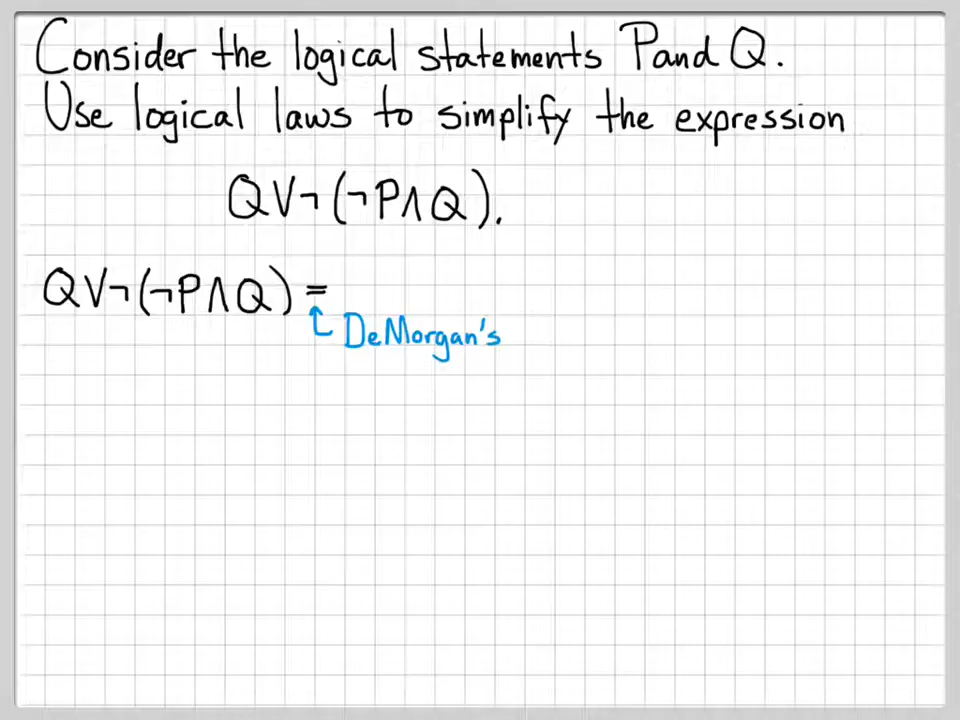 Consider the logical statements P and Q.
Use logical laws to simplify the expression
Q∨¬(¬P∧Q).
Q∨¬(¬P∧Q) =
DeMorgan's